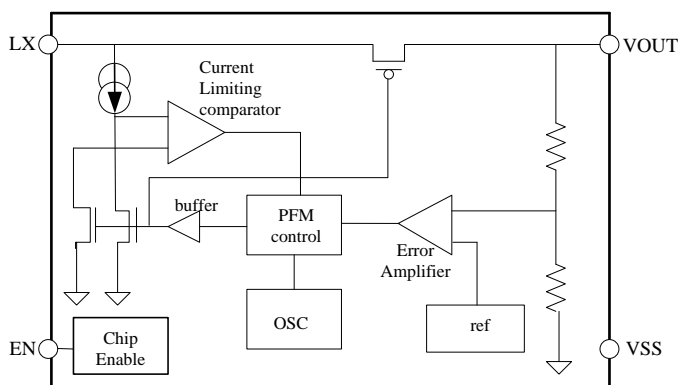 LX
VOUT
Current
Limiting
comparator
buffer
PFM
control
Error
Amplifier
OSC
ref
EN
Chip
Enable
VSS